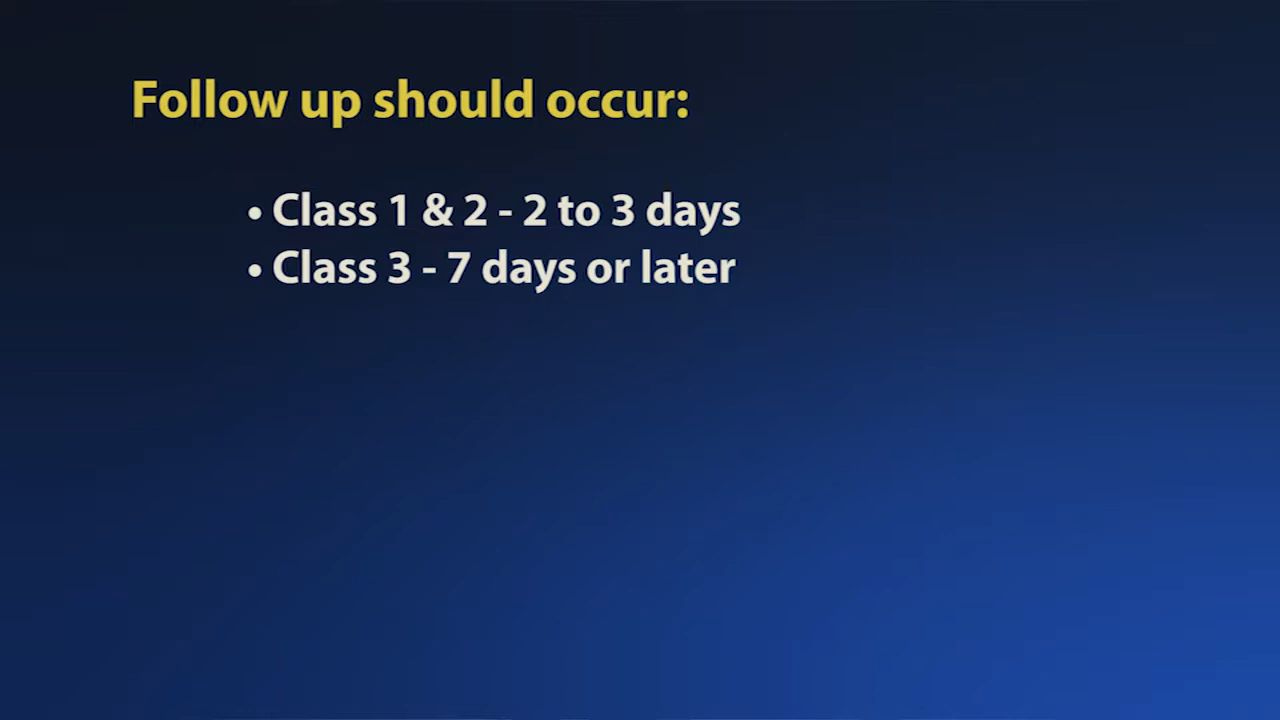 Follow up should occur:
• Class 1 & 2 - 2 to 3 days
• Class 3 - 7 days or later